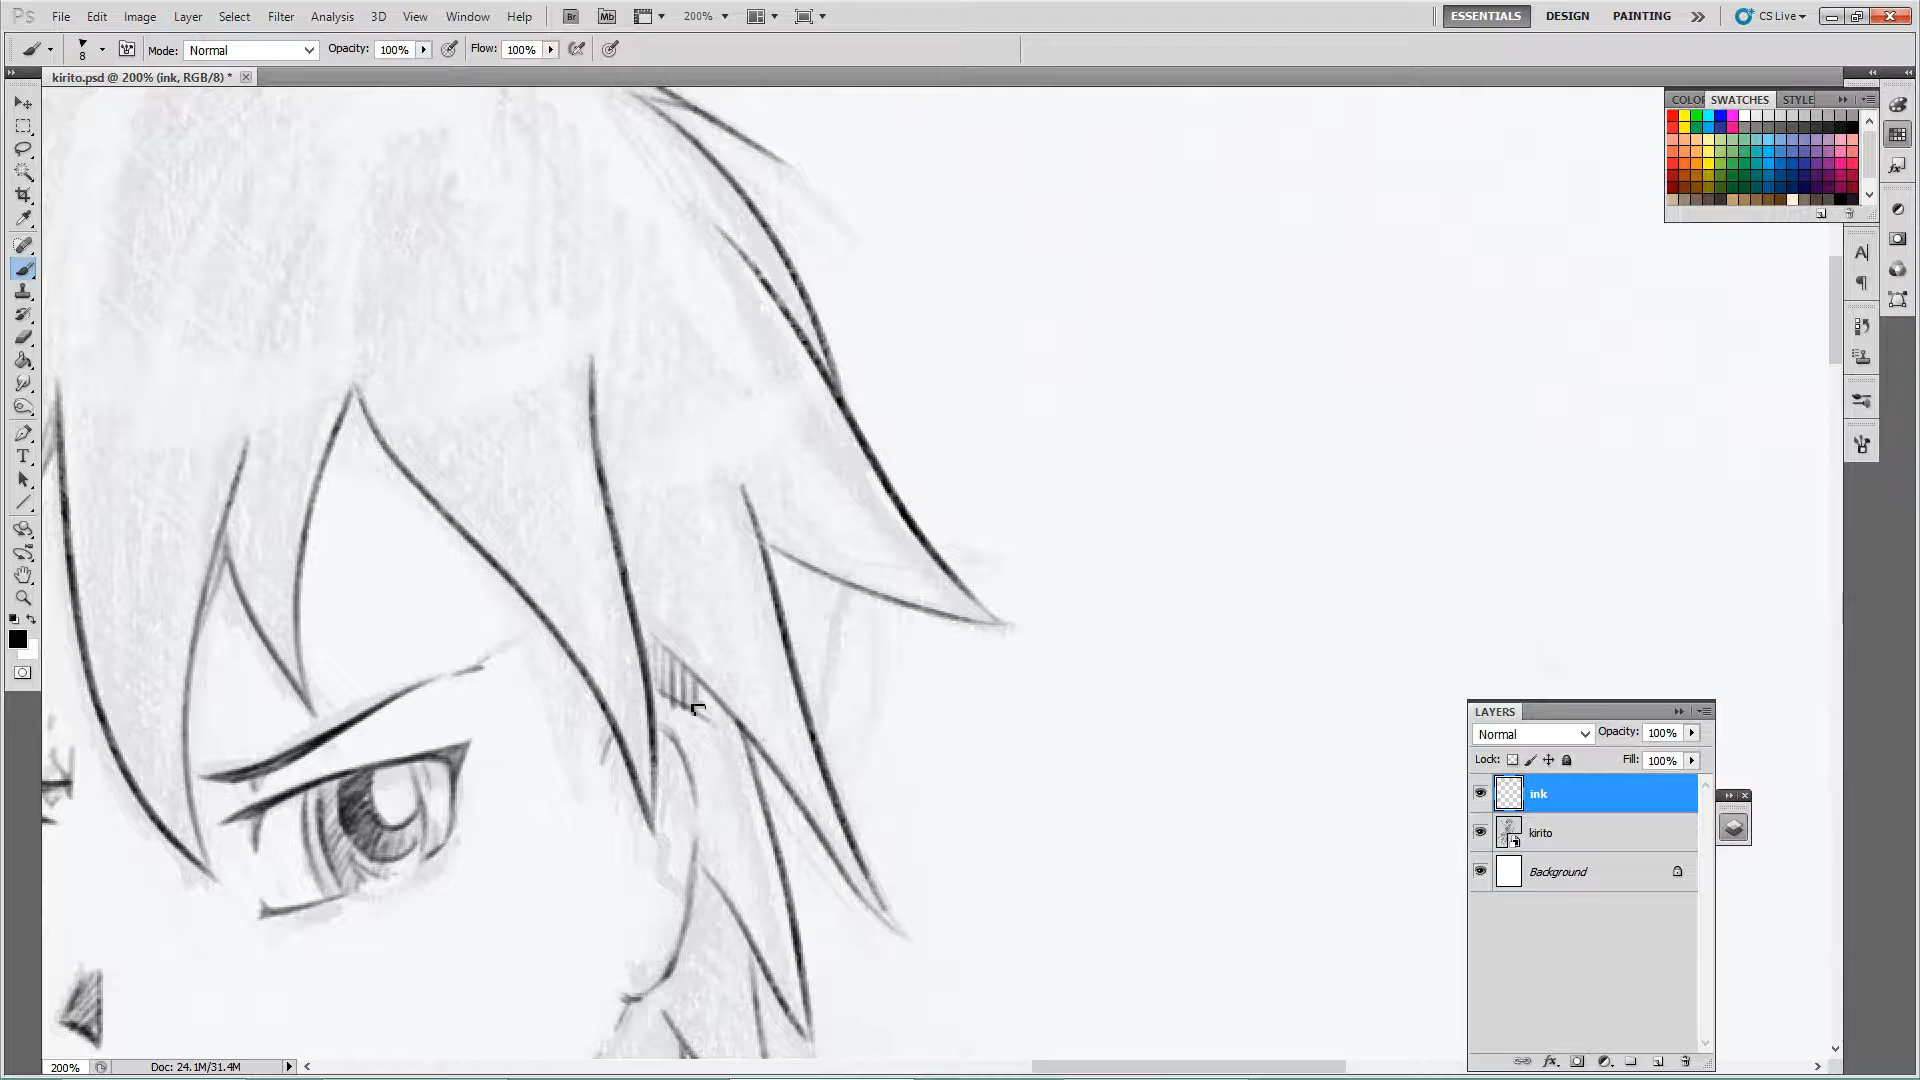 Ps File Edit Image Layer Select Filter Analysis 3D View Window Help Br Mb 200% ESSENTIALS DESIGN PAINTING CS Live
8 Mode: Normal Opacity: 100% Flow: 100%
kirito.psd @ 200% (ink, RGB/8) *
COLOR SWATCHES STYLE
LAYERS
Normal Opacity: 100%
Lock: Fill: 100%
ink
kirito
Background
200% Doc: 24.1M/31.4M